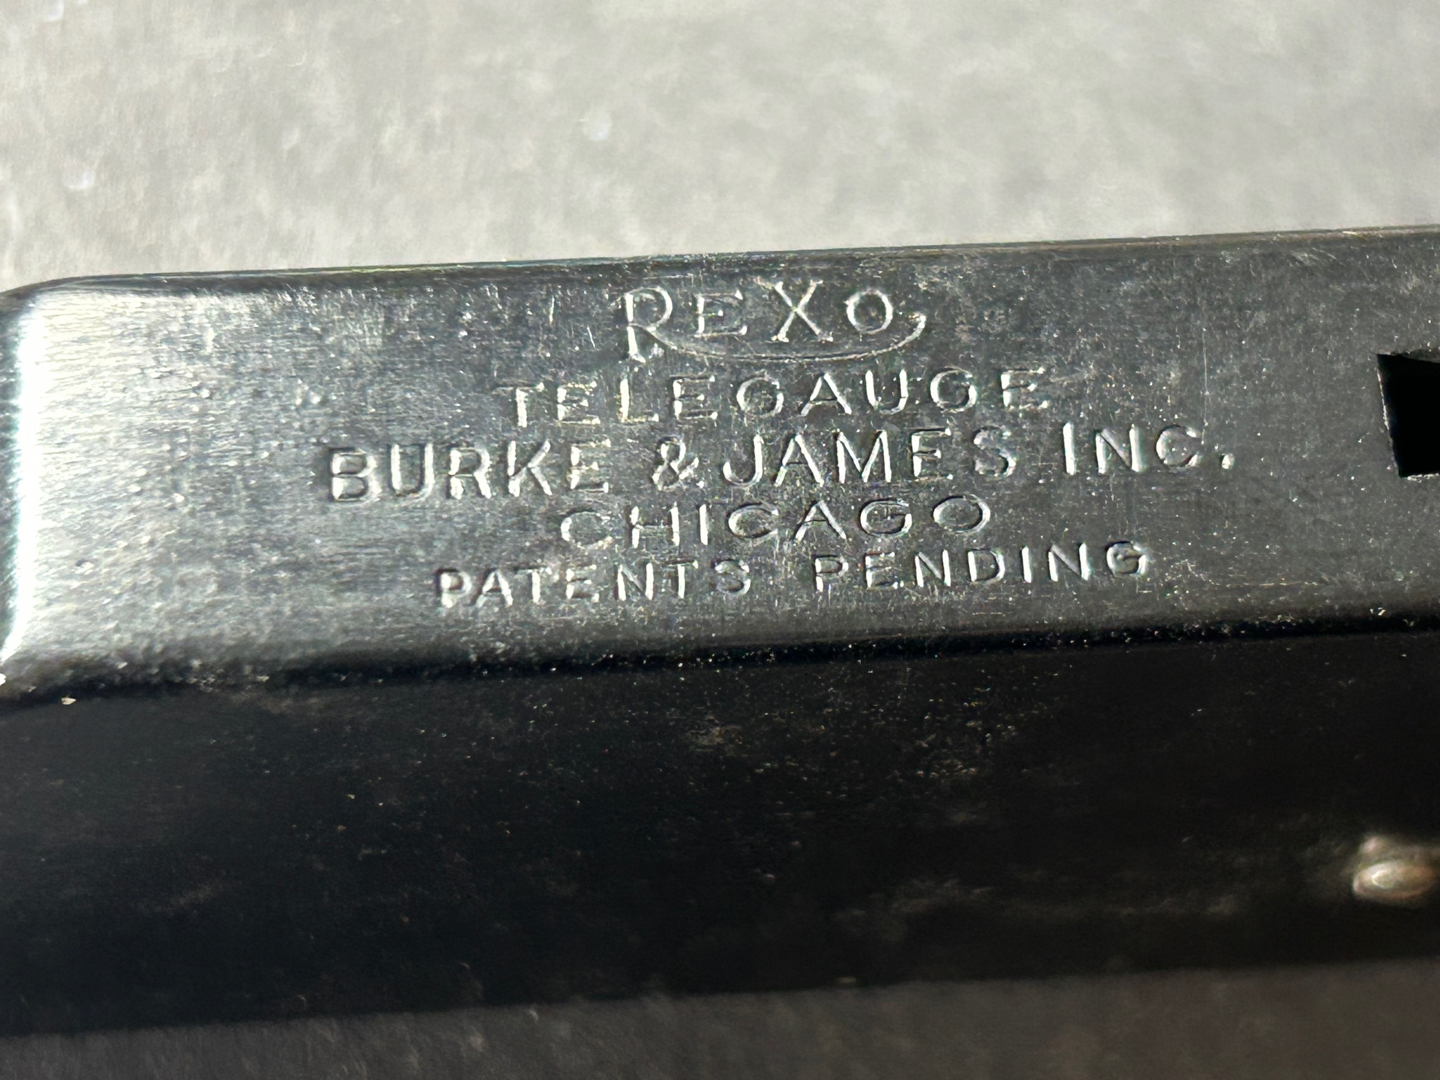 REXO
TELEGAUGE
BURKE & JAMES INC.
CHICAGO
PATENTS PENDING